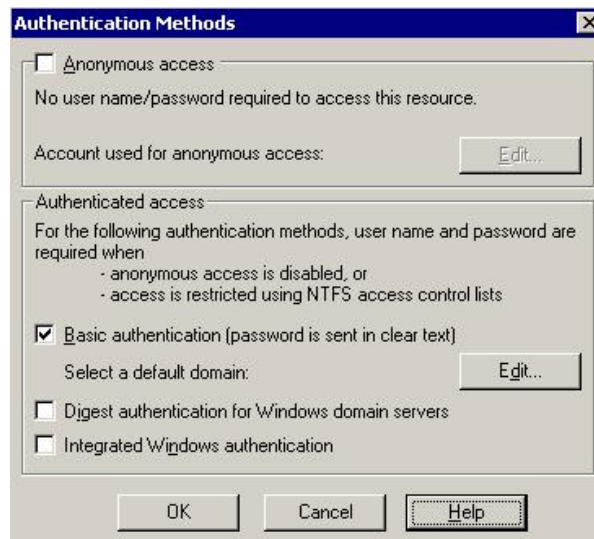 Authentication Methods
Anonymous access
No user name/password required to access this resource.
Account used for anonymous access:
Edit...
Authenticated access
For the following authentication methods, user name and password are
required when
- anonymous access is disabled, or
- access is restricted using NTFS access control lists
Basic authentication (password is sent in clear text)
Select a default domain:
Edit...
Digest authentication for Windows domain servers
Integrated Windows authentication
OK
Cancel
Help